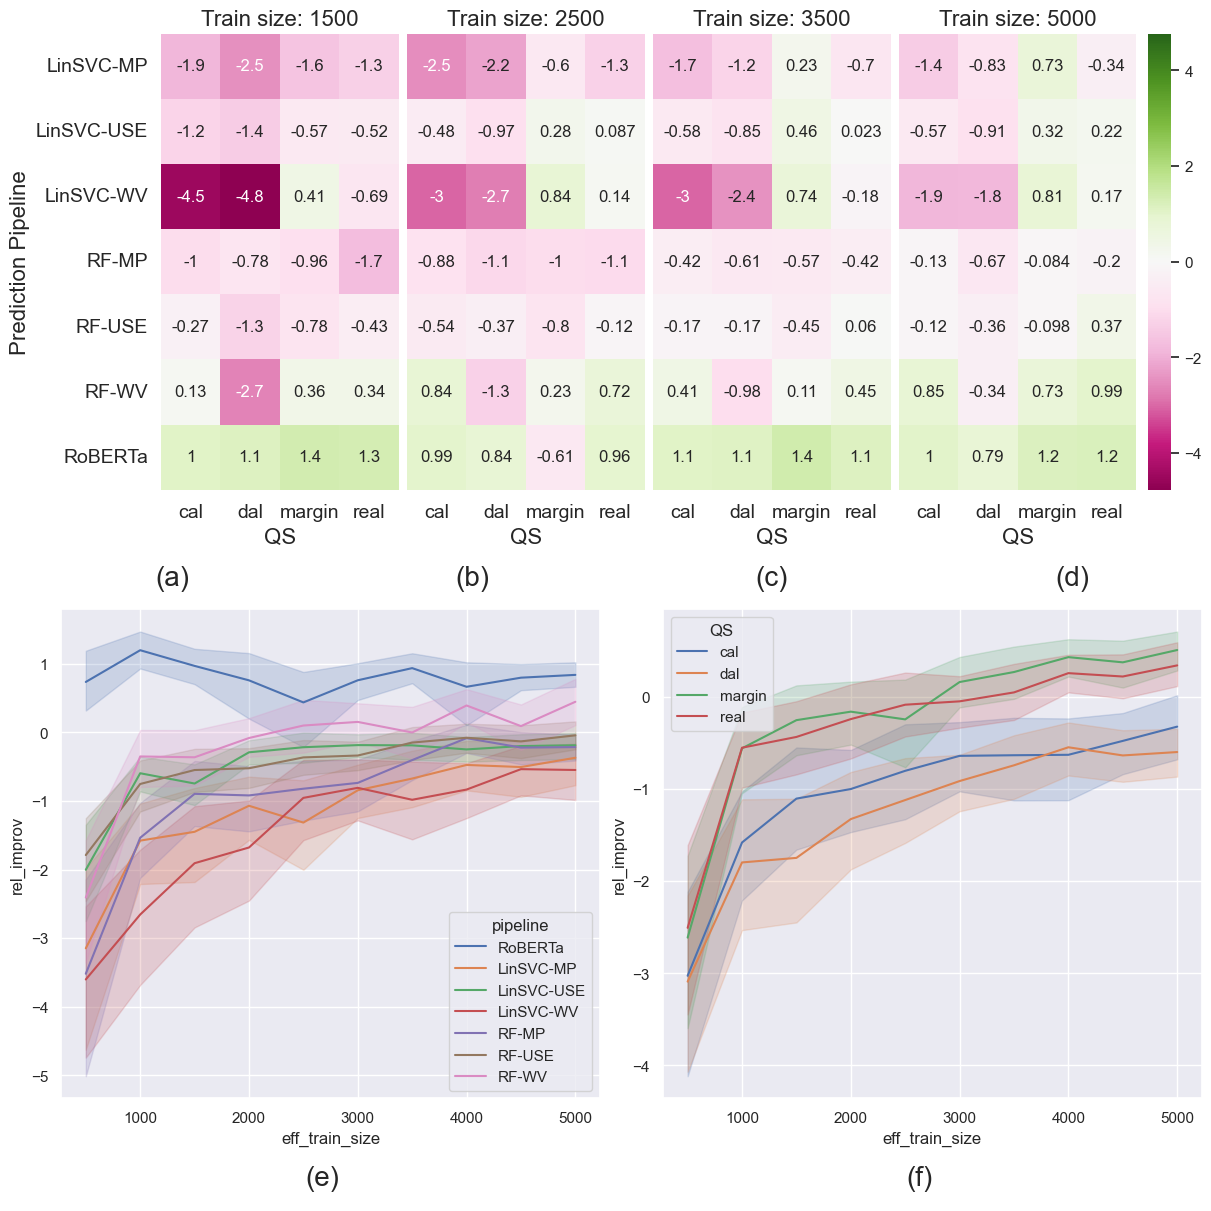 Train size: 1500 Train size: 2500 Train size: 3500 Train size: 5000
Prediction Pipeline
LinSVC-MP -1.9 -2.5 -1.6 -1.3 -2.5 -2.2 -0.6 -1.3 -1.7 -1.2 0.23 -0.7 -1.4 -0.83 0.73 -0.34
LinSVC-USE -1.2 -1.4 -0.57 -0.52 -0.48 -0.97 0.28 0.087 -0.58 -0.85 0.46 0.023 -0.57 -0.91 0.32 0.22
LinSVC-WV -4.5 -4.8 0.41 -0.69 -3 -2.7 0.84 0.14 -3 -2.4 0.74 -0.18 -1.9 -1.8 0.81 0.17
RF-MP -1 -0.78 -0.96 -1.7 -0.88 -1.1 -1 -1.1 -0.42 -0.61 -0.57 -0.42 -0.13 -0.67 -0.084 -0.2
RF-USE -0.27 -1.3 -0.78 -0.43 -0.54 -0.37 -0.8 -0.12 -0.17 -0.17 -0.45 0.06 -0.12 -0.36 -0.098 0.37
RF-WV 0.13 -2.7 0.36 0.34 0.84 -1.3 0.23 0.72 0.41 -0.98 0.11 0.45 0.85 -0.34 0.73 0.99
RoBERTa 1 1.1 1.4 1.3 0.99 0.84 -0.61 0.96 1.1 1.1 1.4 1.1 1 0.79 1.2 1.2
cal dal margin real cal dal margin real cal dal margin real cal dal margin real
QS QS QS QS
4
2
0
−2
−4
(a) (b) (c) (d)
rel_improv
1
0
−1
−2
−3
−4
−5
pipeline
RoBERTa
LinSVC-MP
LinSVC-USE
LinSVC-WV
RF-MP
RF-USE
RF-WV
1000 2000 3000 4000 5000
eff_train_size
(e)
rel_improv
QS
cal
dal
margin
real
0
−1
−2
−3
−4
1000 2000 3000 4000 5000
eff_train_size
(f)